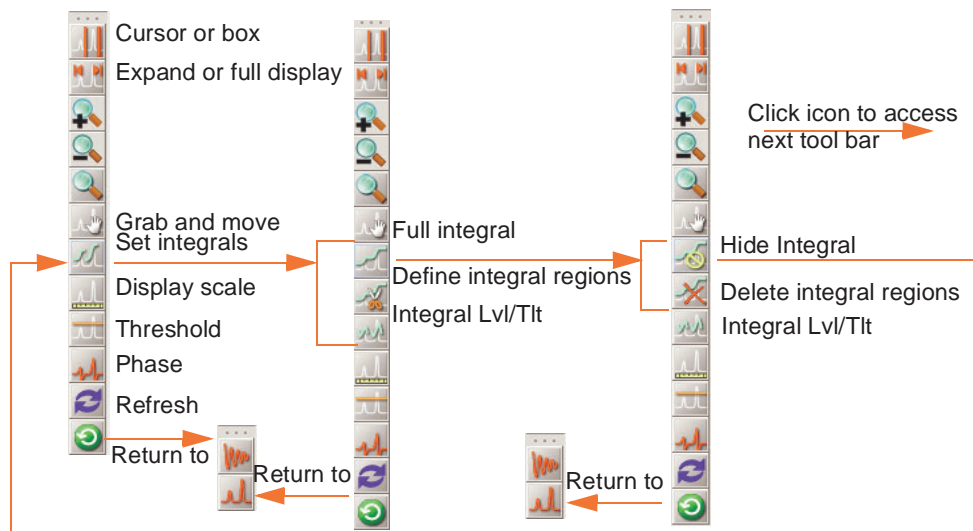 Cursor or box
Expand or full display
Grab and move
Set integrals
Display scale
Threshold
Phase
Refresh
Return to
Full integral
Define integral regions
Integral Lvl/Tlt
Return to
Click icon to access
next tool bar
Hide Integral
Delete integral regions
Integral Lvl/Tlt
Return to